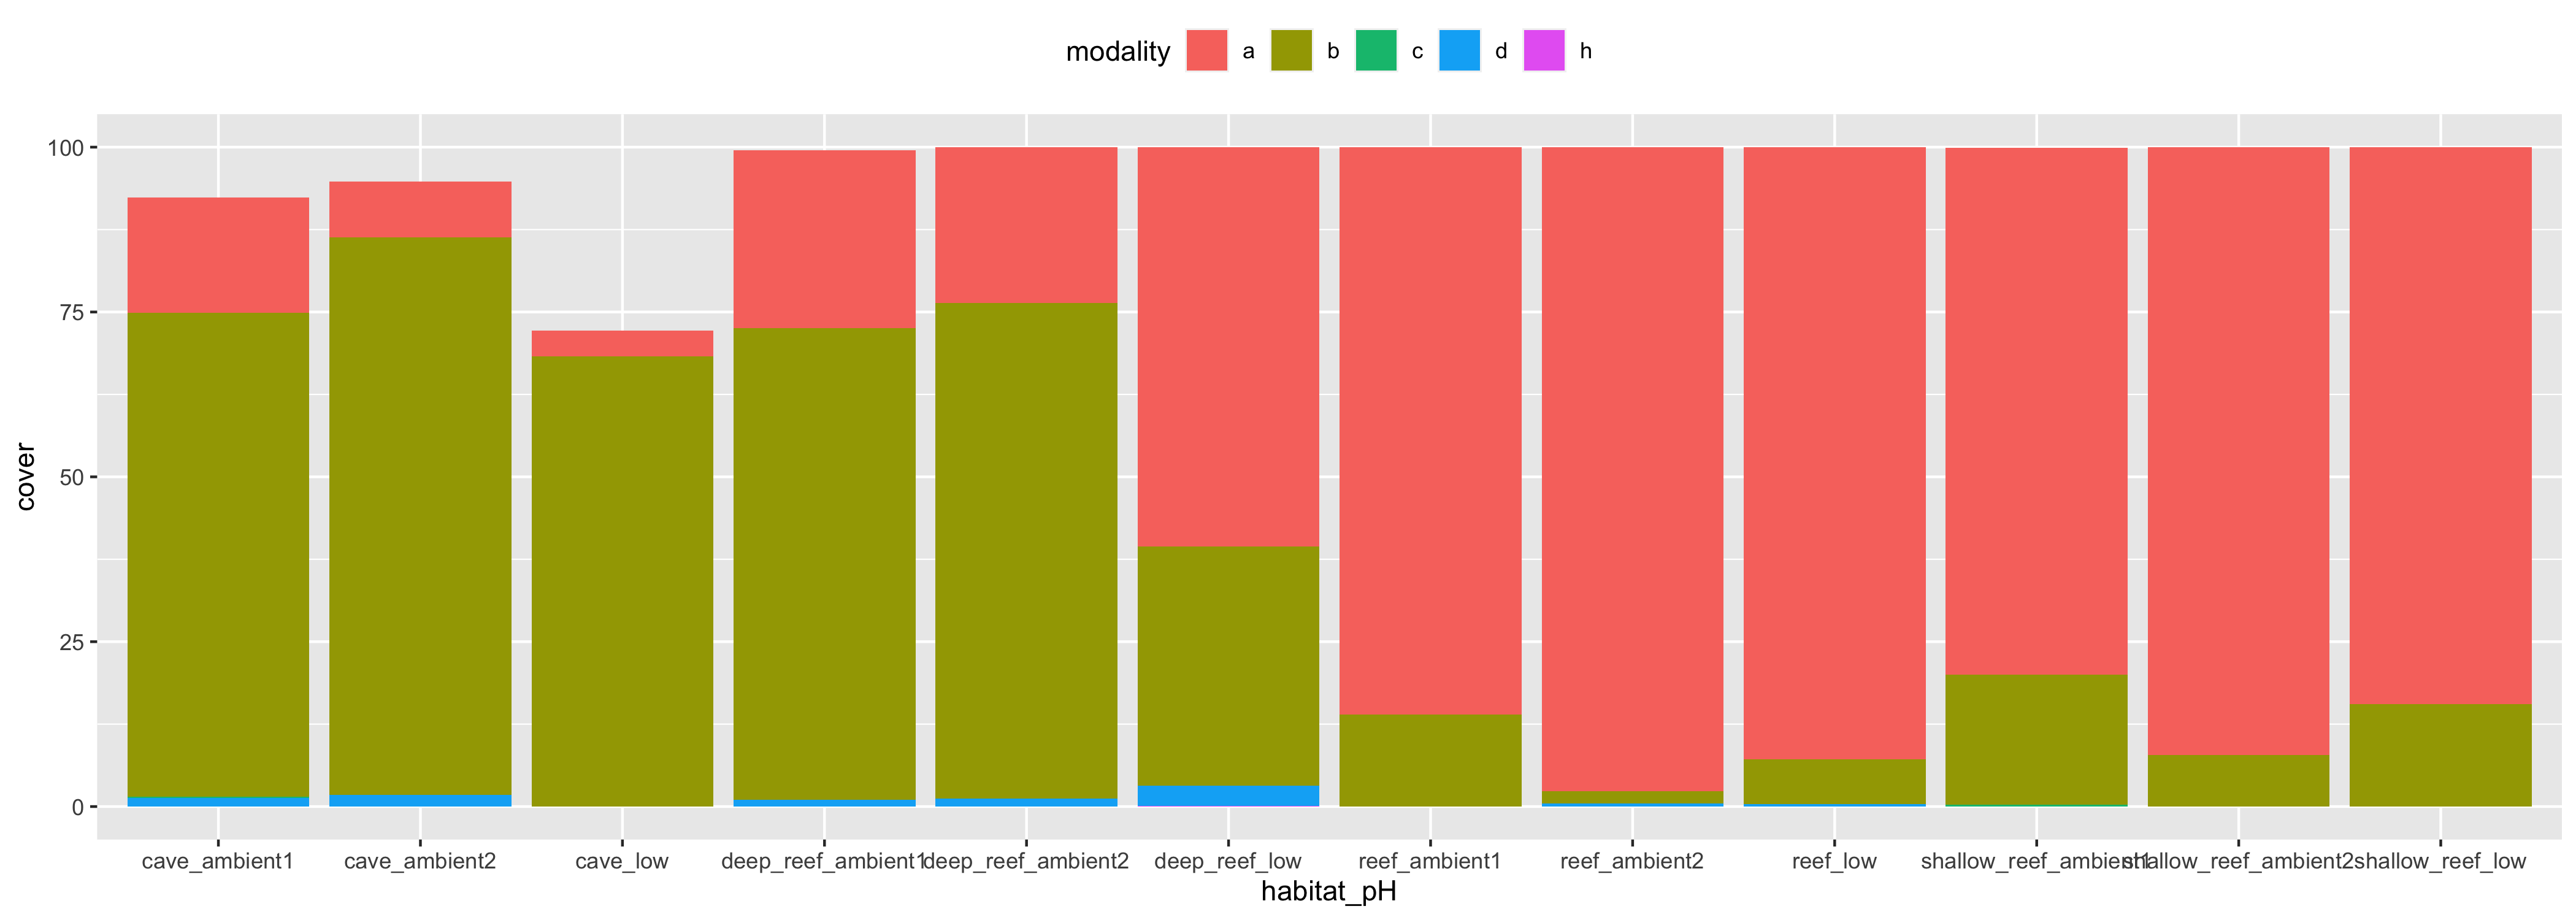 modality a b c d h
100
75
50
25
0
cover
cave_ambient1 cave_ambient2 cave_low deep_reef_ambient1 deep_reef_ambient2 deep_reef_low reef_ambient1 reef_ambient2 reef_low shallow_reef_ambient1 shallow_reef_ambient2 shallow_reef_low
habitat_pH